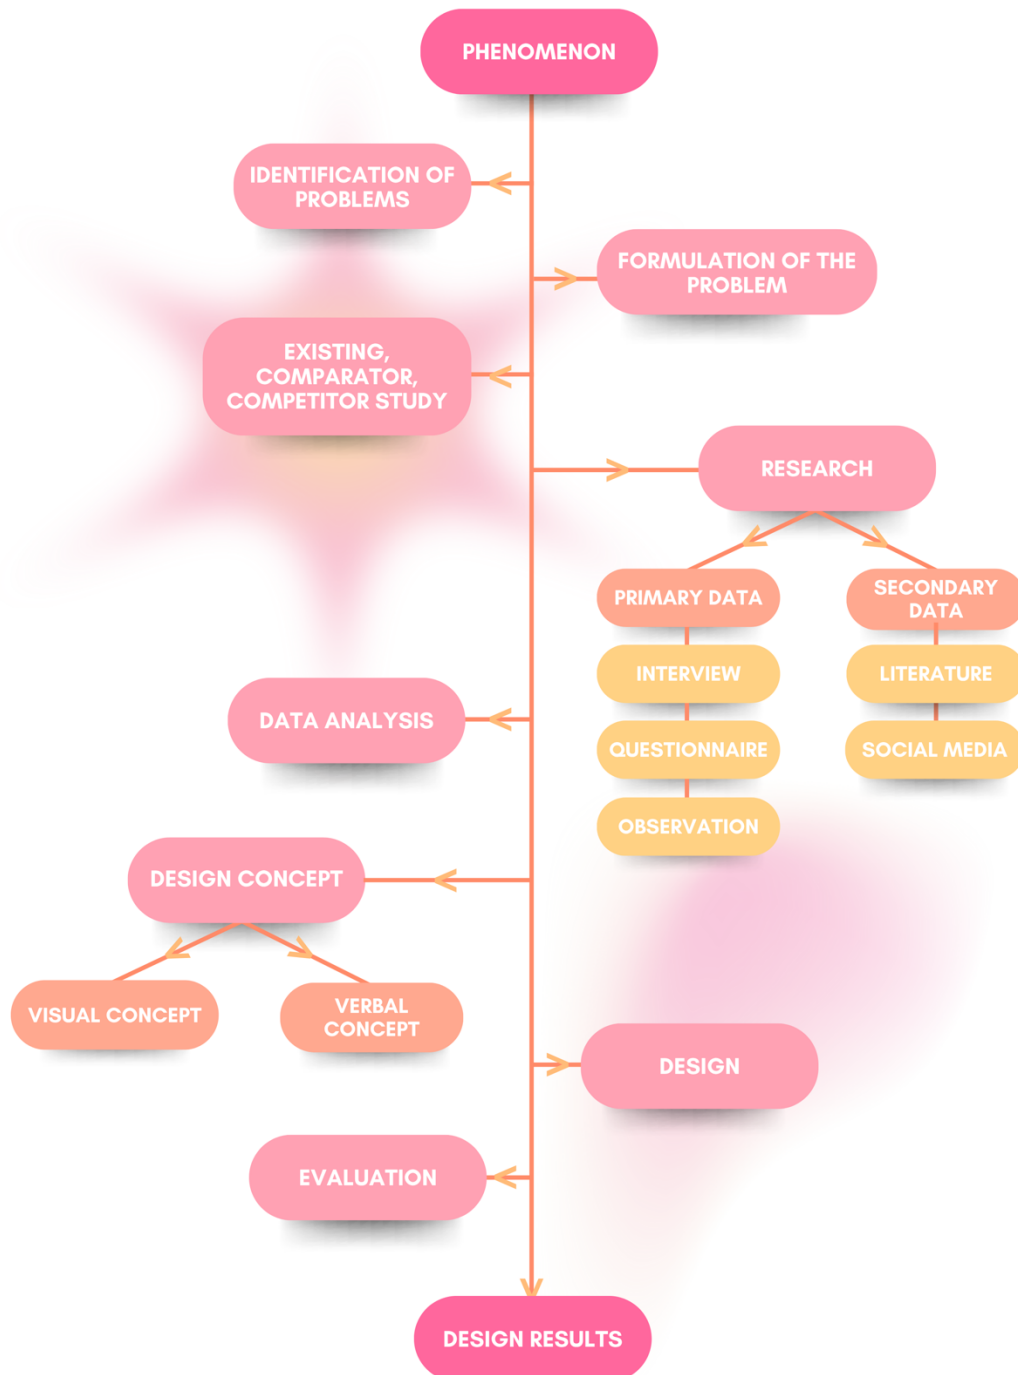 PHENOMENON
IDENTIFICATION OF
PROBLEMS
FORMULATION OF THE
PROBLEM
EXISTING,
COMPARATOR,
COMPETITOR STUDY
RESEARCH
PRIMARY DATA
INTERVIEW
QUESTIONNAIRE
OBSERVATION
SECONDARY
DATA
LITERATURE
SOCIAL MEDIA
DATA ANALYSIS
DESIGN CONCEPT
VISUAL CONCEPT
VERBAL
CONCEPT
DESIGN
EVALUATION
DESIGN RESULTS